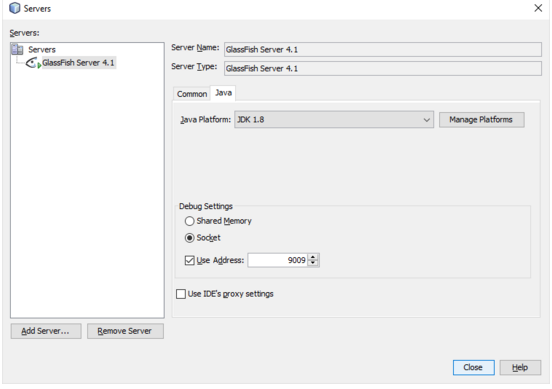 Servers
Servers:
Servers
GlassFish Server 4.1
Server Name: GlassFish Server 4.1
Server Type: GlassFish Server 4.1
Common Java
Java Platform: JDK 1.8 Manage Platforms
Debug Settings
Shared Memory
Socket
Use Address: 9009
Use IDE's proxy settings
Add Server... Remove Server
Close Help